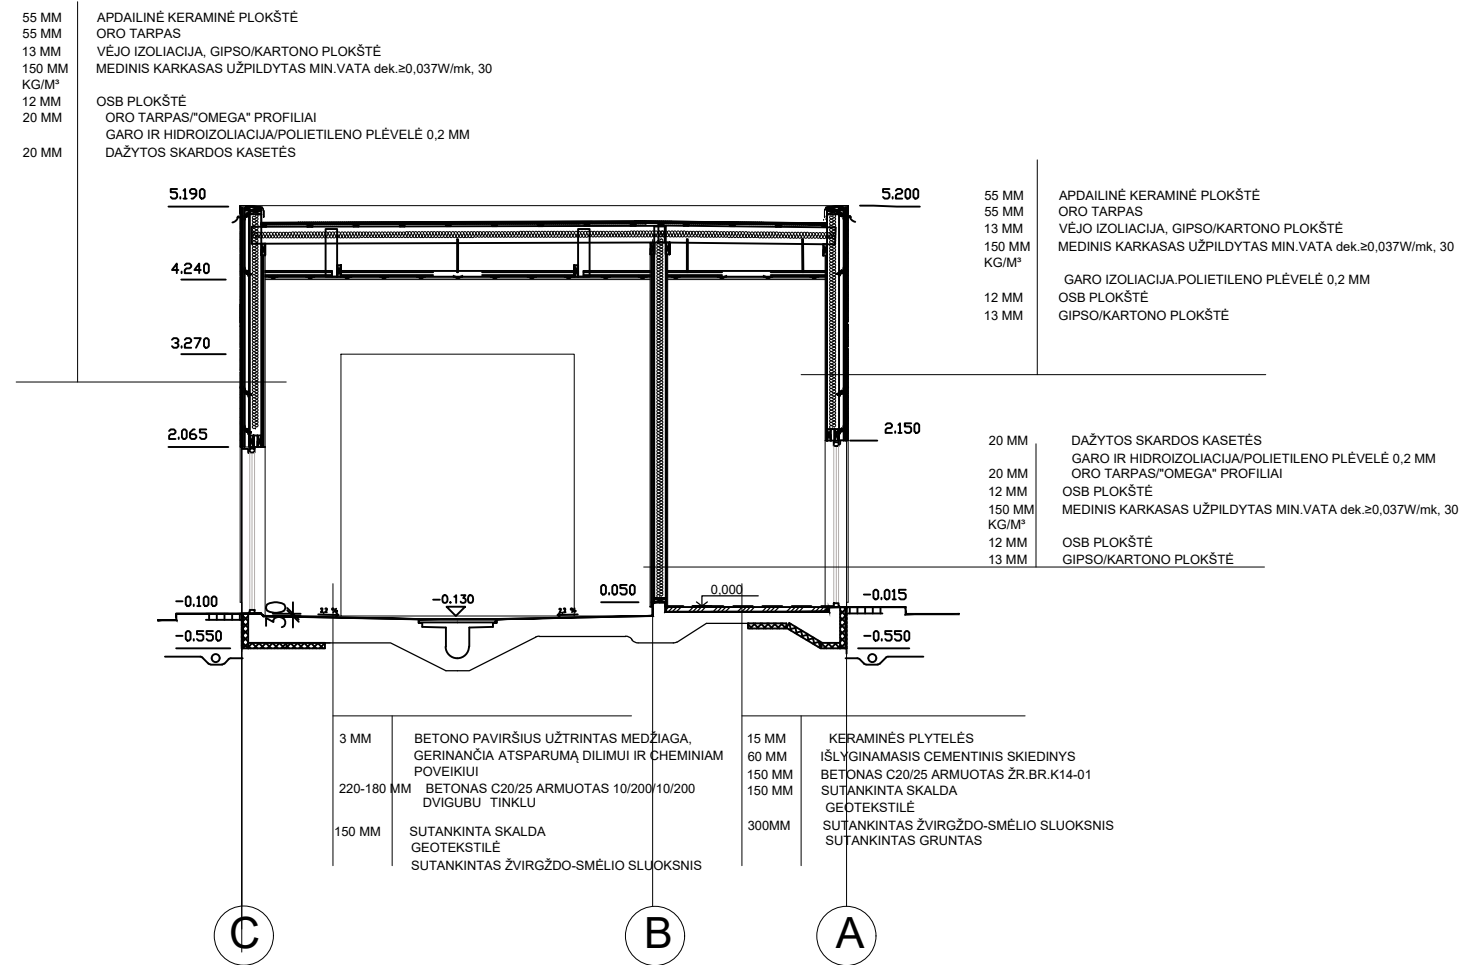 55 MM APDAILINĖ KERAMINĖ PLOKŠTĖ
55 MM ORO TARPAS
13 MM VĖJO IZOLIACIJA, GIPSO/KARTONO PLOKŠTĖ
150 MM MEDINIS KARKASAS UŽPILDYTAS MIN.VATA dek.≥0,037W/mk, 30
KG/M³
12 MM OSB PLOKŠTĖ
20 MM ORO TARPAS/"OMEGA" PROFILIAI
GARO IR HIDROIZOLIACIJA/POLIETILENO PLĖVELĖ 0,2 MM
20 MM DAŽYTOS SKARDOS KASETĖS
55 MM APDAILINĖ KERAMINĖ PLOKŠTĖ
55 MM ORO TARPAS
13 MM VĖJO IZOLIACIJA, GIPSO/KARTONO PLOKŠTĖ
150 MM MEDINIS KARKASAS UŽPILDYTAS MIN.VATA dek.≥0,037W/mk, 30
KG/M³
GARO IZOLIACIJA.POLIETILENO PLĖVELĖ 0,2 MM
12 MM OSB PLOKŠTĖ
13 MM GIPSO/KARTONO PLOKŠTĖ
5.190
5.200
4.240
3.270
2.065
2.150
20 MM DAŽYTOS SKARDOS KASETĖS
GARO IR HIDROIZOLIACIJA/POLIETILENO PLĖVELĖ 0,2 MM
20 MM ORO TARPAS/"OMEGA" PROFILIAI
12 MM OSB PLOKŠTĖ
150 MM MEDINIS KARKASAS UŽPILDYTAS MIN.VATA dek.≥0,037W/mk, 30
KG/M³
12 MM OSB PLOKŠTĖ
13 MM GIPSO/KARTONO PLOKŠTĖ
-0.100
30
2.2 %
-0.130
2.2 %
0.050
0,000
-0.015
-0.550
-0.550
3 MM BETONO PAVIRŠIUS UŽTRINTAS MEDŽIAGA,
GERINANČIA ATSPARUMĄ DILIMUI IR CHEMINIAM
POVEIKIUI
220-180 MM BETONAS C20/25 ARMUOTAS 10/200/10/200
DVIGUBU TINKLU
150 MM SUTANKINTA SKALDA
GEOTEKSTILĖ
SUTANKINTAS ŽVIRGŽDO-SMĖLIO SLUOKSNIS
15 MM KERAMINĖS PLYTELĖS
60 MM IŠLYGINAMASIS CEMENTINIS SKIEDINYS
150 MM BETONAS C20/25 ARMUOTAS ŽR.BR.K14-01
150 MM SUTANKINTA SKALDA
GEOTEKSTILĖ
300MM SUTANKINTAS ŽVIRGŽDO-SMĖLIO SLUOKSNIS
SUTANKINTAS GRUNTAS
C
B
A